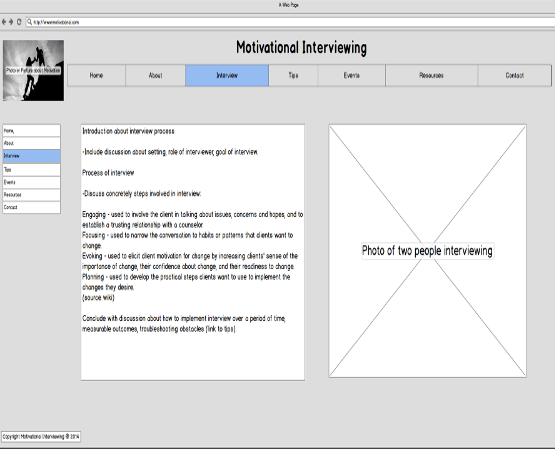 A Web Page
http://www.motivational.com
Motivational Interviewing
Photo or Picture about Motivation
Home
About
Interview
Tips
Events
Resources
Contact
Home,
About
Interview
Tips
Events
Resources
Contact
Introduction about interview process
-Include discussion about setting, role of interviewer, goal of interview.
Process of interview
-Discuss concretely steps involved in interview:
Engaging - used to involve the client in talking about issues, concerns and hopes, and to
establish a trusting relationship with a counselor.
Focusing - used to narrow the conversation to habits or patterns that clients want to
change.
Evoking - used to elicit client motivation for change by increasing clients' sense of the
importance of change, their confidence about change, and their readiness to change.
Planning - used to develop the practical steps clients want to use to implement the
changes they desire.
(source wiki)
Conclude with discussion about how to implement interview over a period of time,
measurable outcomes, troubleshooting obstacles (link to tips)
Photo of two people interviewing
Copyright Motivational Interviewing @ 2014